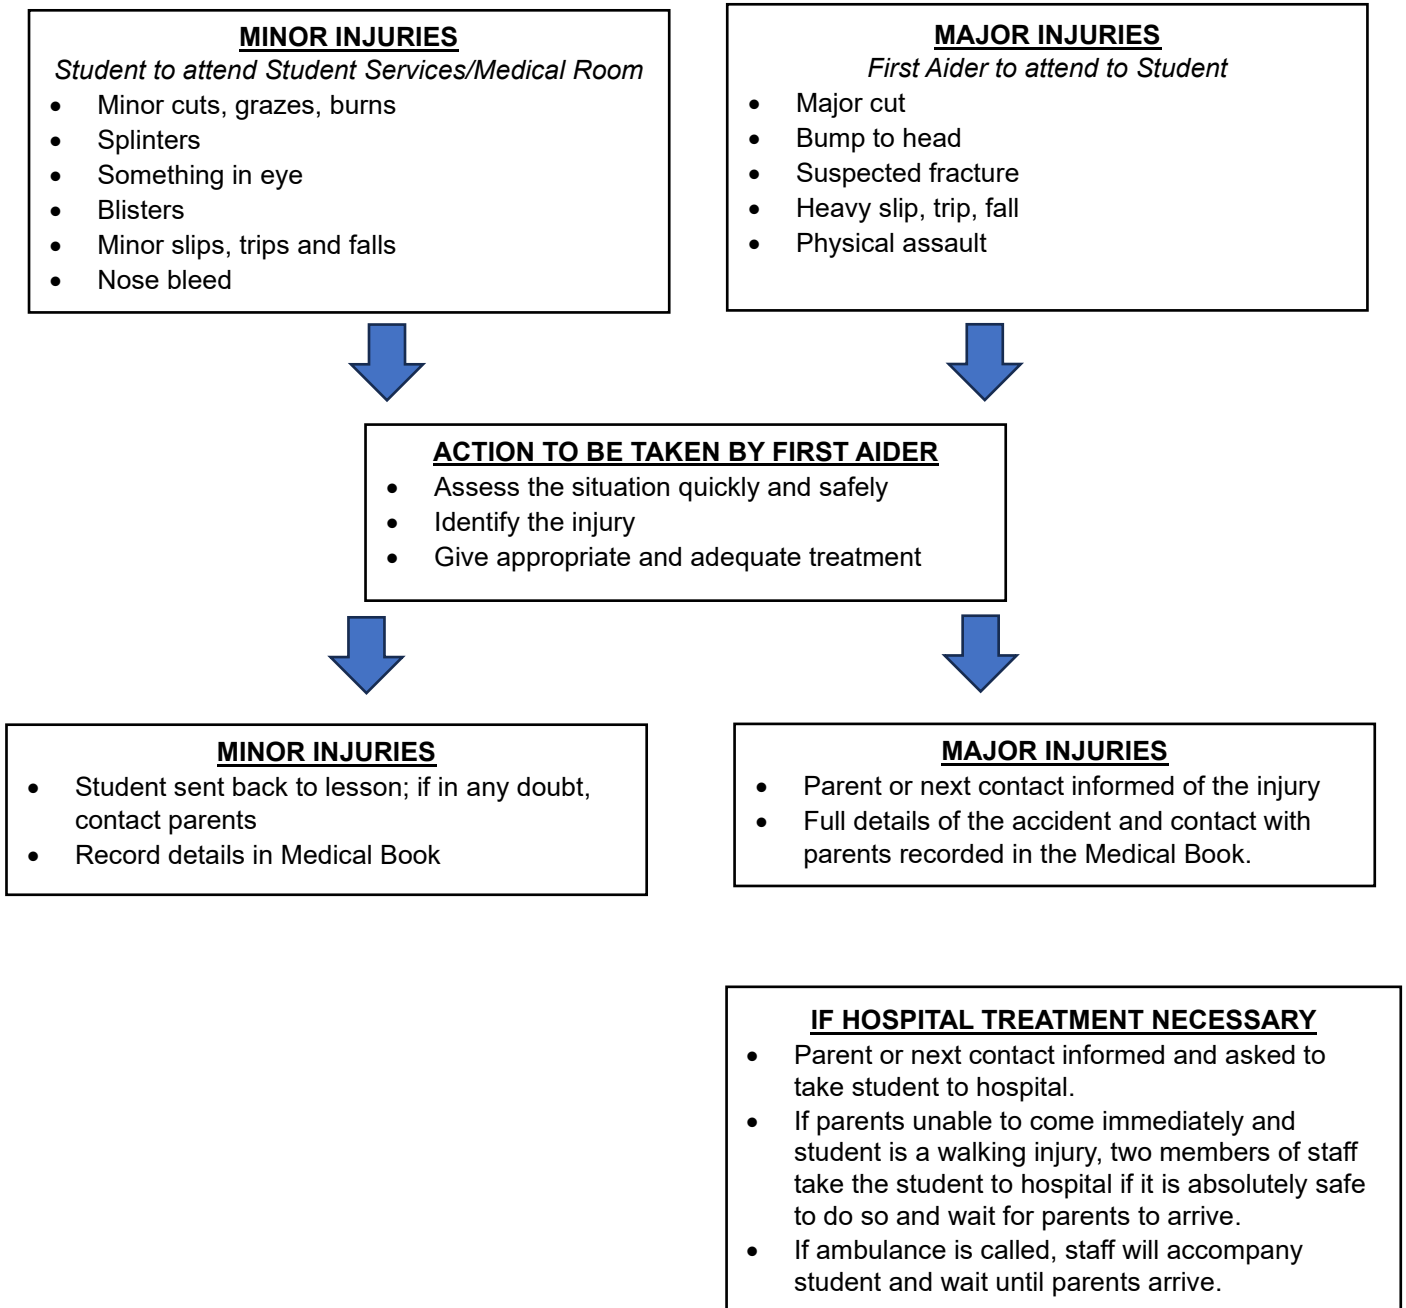 MINOR INJURIES
Student to attend Student Services/Medical Room
• Minor cuts, grazes, burns
• Splinters
• Something in eye
• Blisters
• Minor slips, trips and falls
• Nose bleed
MAJOR INJURIES
First Aider to attend to Student
• Major cut
• Bump to head
• Suspected fracture
• Heavy slip, trip, fall
• Physical assault
ACTION TO BE TAKEN BY FIRST AIDER
• Assess the situation quickly and safely
• Identify the injury
• Give appropriate and adequate treatment
MINOR INJURIES
• Student sent back to lesson; if in any doubt,
contact parents
• Record details in Medical Book
MAJOR INJURIES
• Parent or next contact informed of the injury
• Full details of the accident and contact with
parents recorded in the Medical Book.
IF HOSPITAL TREATMENT NECESSARY
• Parent or next contact informed and asked to
take student to hospital.
• If parents unable to come immediately and
student is a walking injury, two members of staff
take the student to hospital if it is absolutely safe
to do so and wait for parents to arrive.
• If ambulance is called, staff will accompany
student and wait until parents arrive.